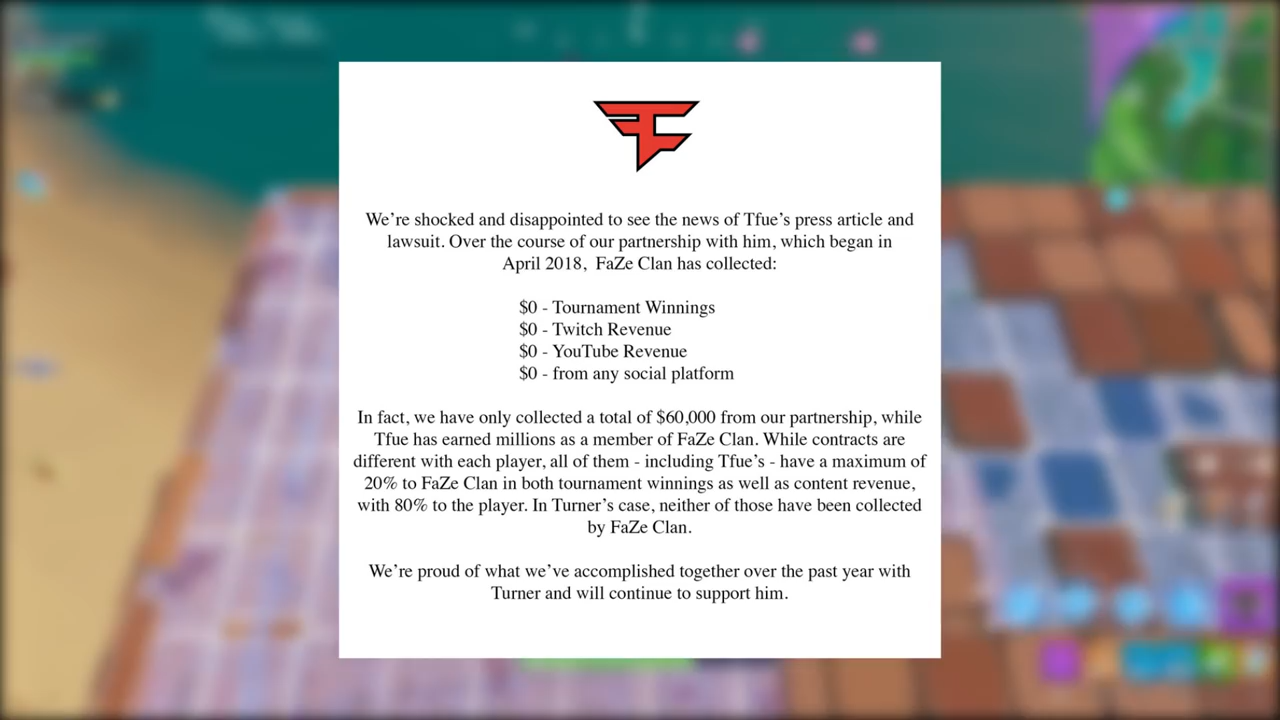 We're shocked and disappointed to see the news of Tfue's press article and
lawsuit. Over the course of our partnership with him, which began in
April 2018, FaZe Clan has collected:
$0 - Tournament Winnings
$0 - Twitch Revenue
$0 - YouTube Revenue
$0 - from any social platform
In fact, we have only collected a total of $60,000 from our partnership, while
Tfue has earned millions as a member of FaZe Clan. While contracts are
different with each player, all of them - including Tfue's - have a maximum of
20% to FaZe Clan in both tournament winnings as well as content revenue,
with 80% to the player. In Turner's case, neither of those have been collected
by FaZe Clan.
We're proud of what we've accomplished together over the past year with
Turner and will continue to support him.